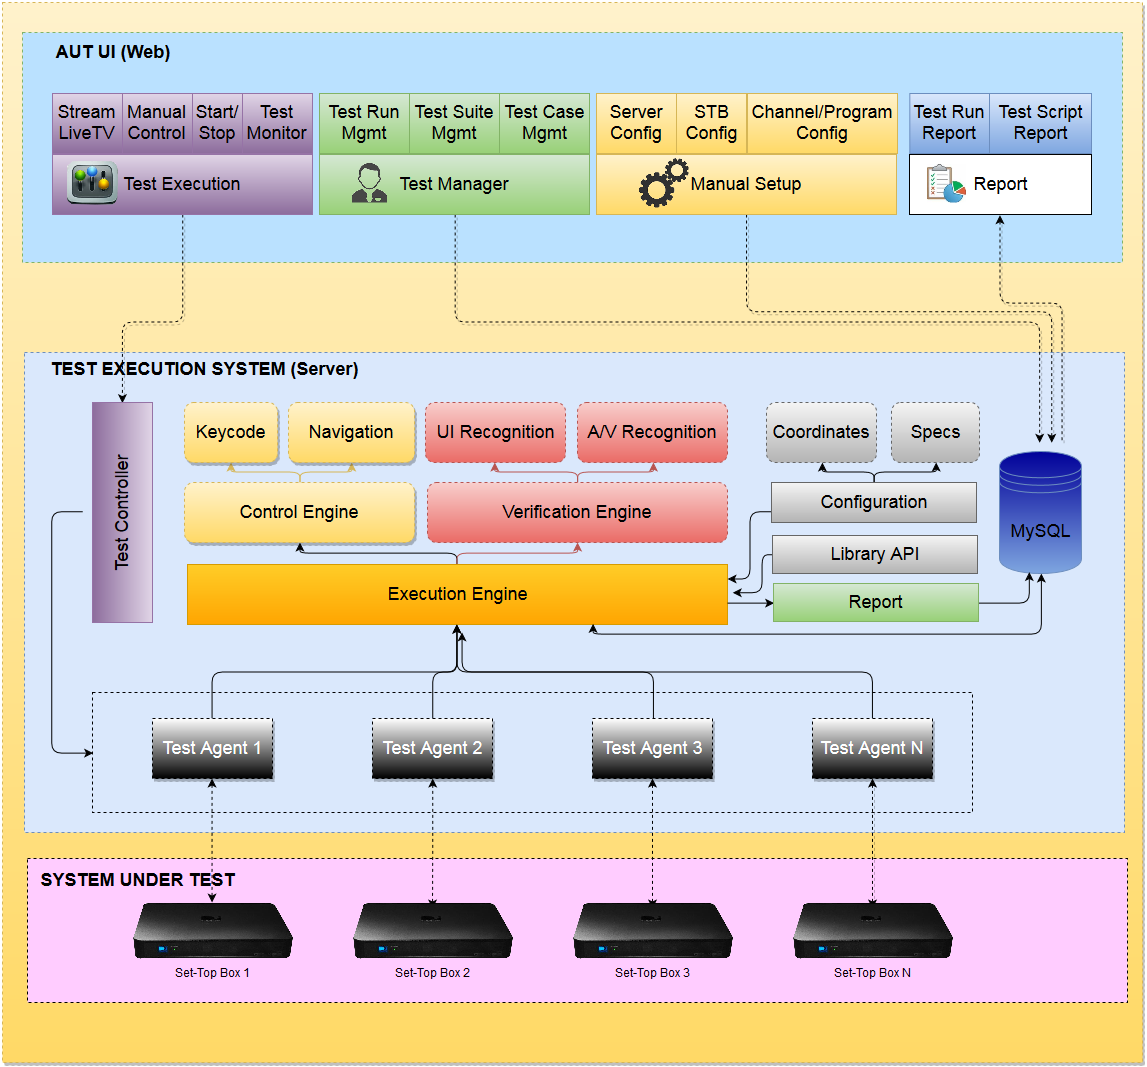 AUT UI (Web)
Stream
LiveTV
Manual
Control
Start/
Stop
Test
Monitor
Test Execution
Test Run
Mgmt
Test Suite
Mgmt
Test Case
Mgmt
Test Manager
Server
Config
STB
Config
Channel/Program
Config
Manual Setup
Test Run
Report
Test Script
Report
Report
TEST EXECUTION SYSTEM (Server)
Test Controller
Keycode
Navigation
UI Recognition
A/V Recognition
Coordinates
Specs
Control Engine
Verification Engine
Configuration
Library API
MySQL
Execution Engine
Report
Test Agent 1
Test Agent 2
Test Agent 3
Test Agent N
SYSTEM UNDER TEST
Set-Top Box 1
Set-Top Box 2
Set-Top Box 3
Set-Top Box N